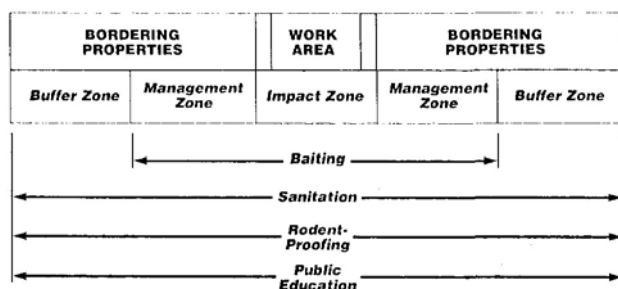 BORDERING PROPERTIES
WORK AREA
BORDERING PROPERTIES
Buffer Zone
Management Zone
Impact Zone
Management Zone
Buffer Zone
Baiting
Sanitation
Rodent-
Proofing
Public
Education